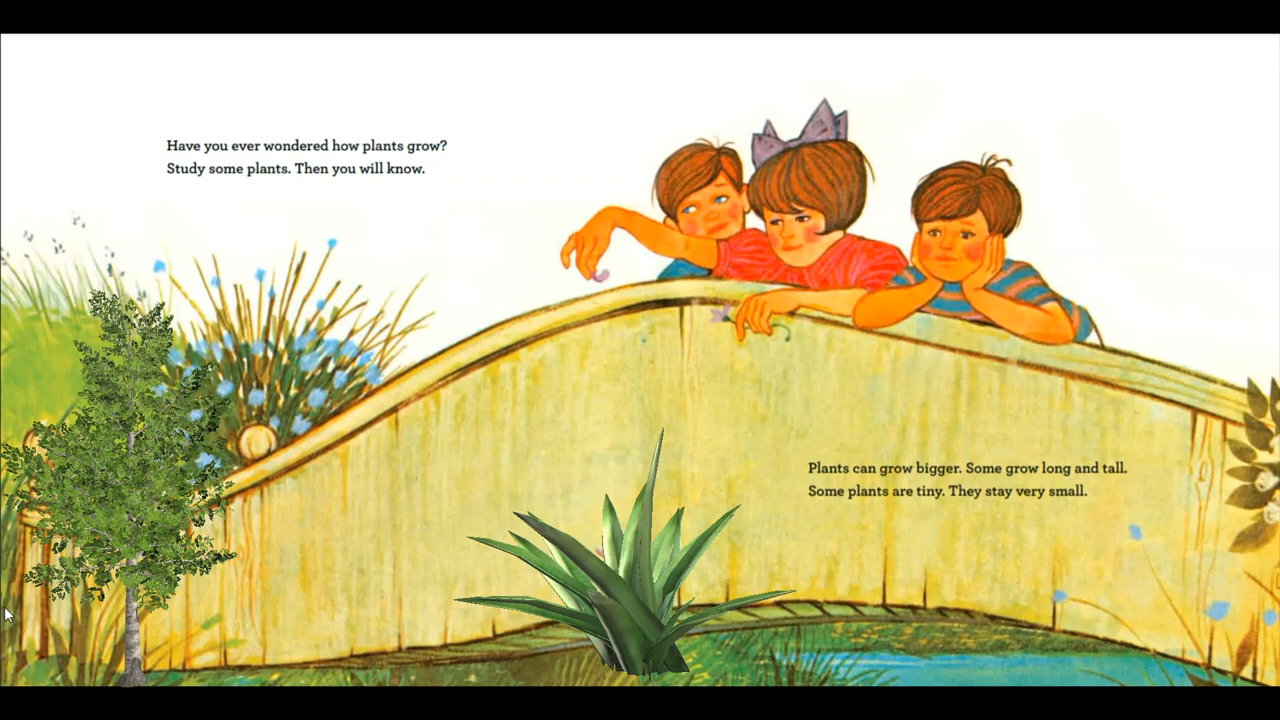 Have you ever wondered how plants grow?
Study some plants. Then you will know.
Plants can grow bigger. Some grow long and tall.
Some plants are tiny. They stay very small.